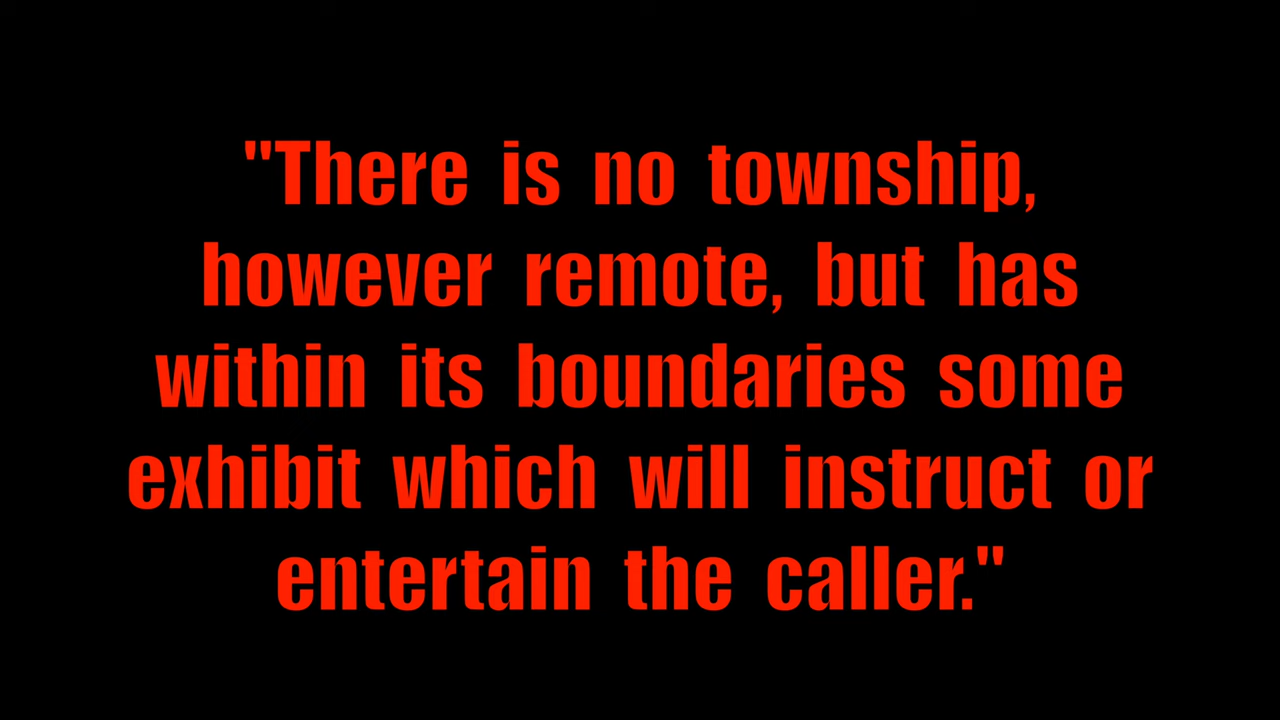 "There is no township,
however remote, but has
within its boundaries some
exhibit which will instruct or
entertain the caller."